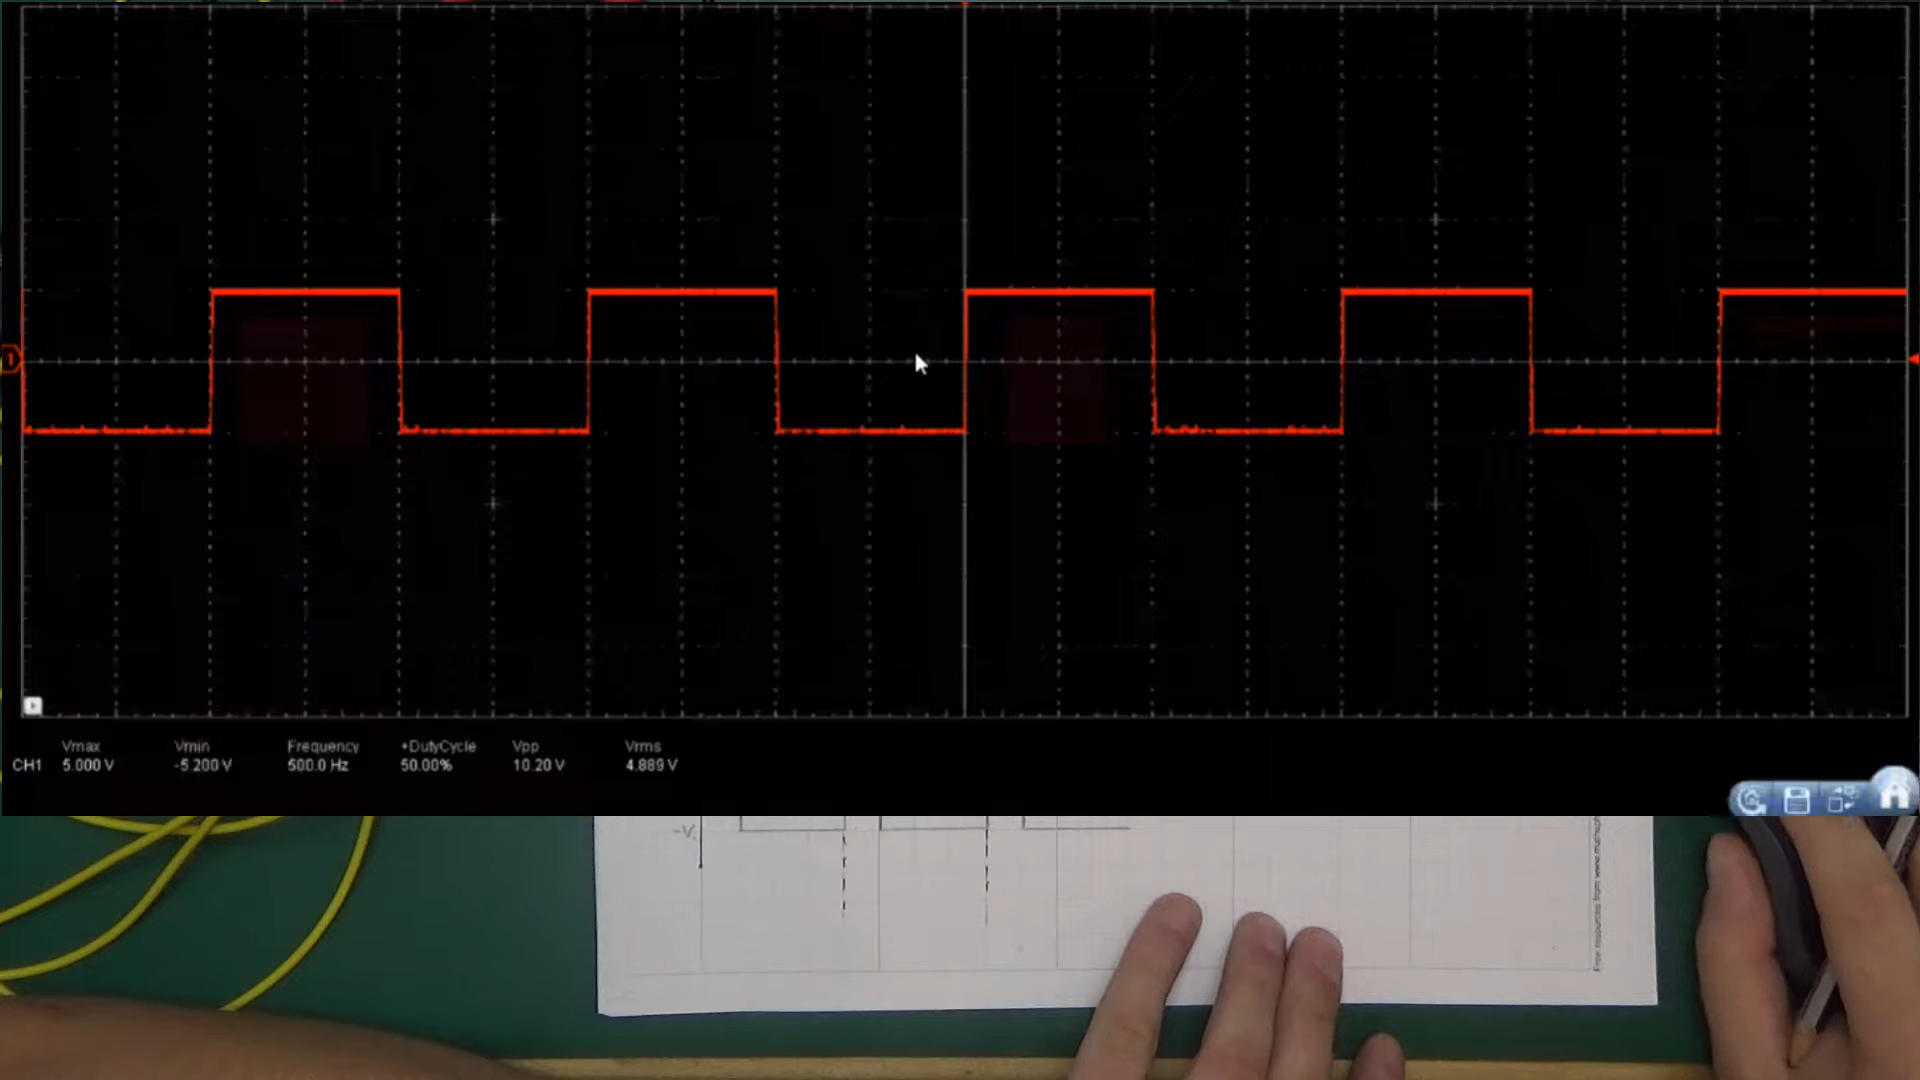 1
Vmax Vmin Frequency +DutyCycle Vpp Vrms
CH1 5.000 V -5.200 V 500.0 Hz 50.00% 10.20 V 4.889 V
-V